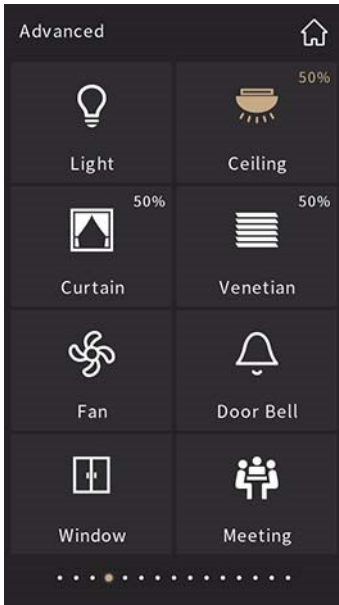 Advanced
50%
Light
Ceiling
50%
50%
Curtain
Venetian
Fan
Door Bell
Window
Meeting